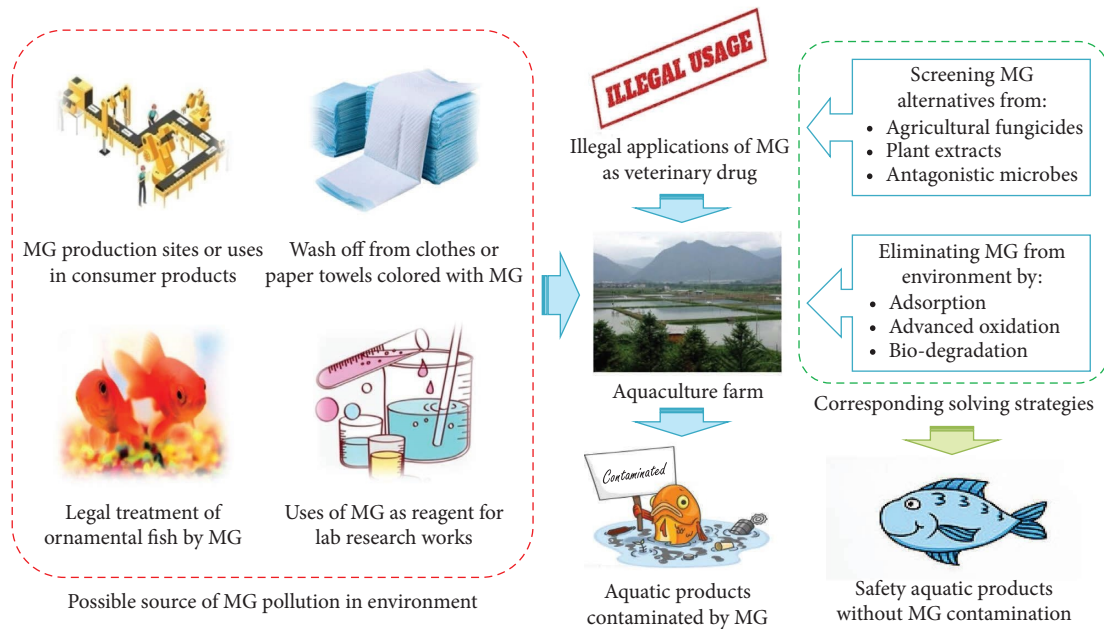 MG production sites or uses
in consumer products
Wash off from clothes or
paper towels colored with MG
Legal treatment of
ornamental fish by MG
Uses of MG as reagent for
lab research works
Possible source of MG pollution in environment
ILLEGAL USAGE
Illegal applications of MG
as veterinary drug
Aquaculture farm
Contaminated
Aquatic products
contaminated by MG
Screening MG
alternatives from:
• Agricultural fungicides
• Plant extracts
• Antagonistic microbes
Eliminating MG from
environment by:
• Adsorption
• Advanced oxidation
• Bio-degradation
Corresponding solving strategies
Safety aquatic products
without MG contamination